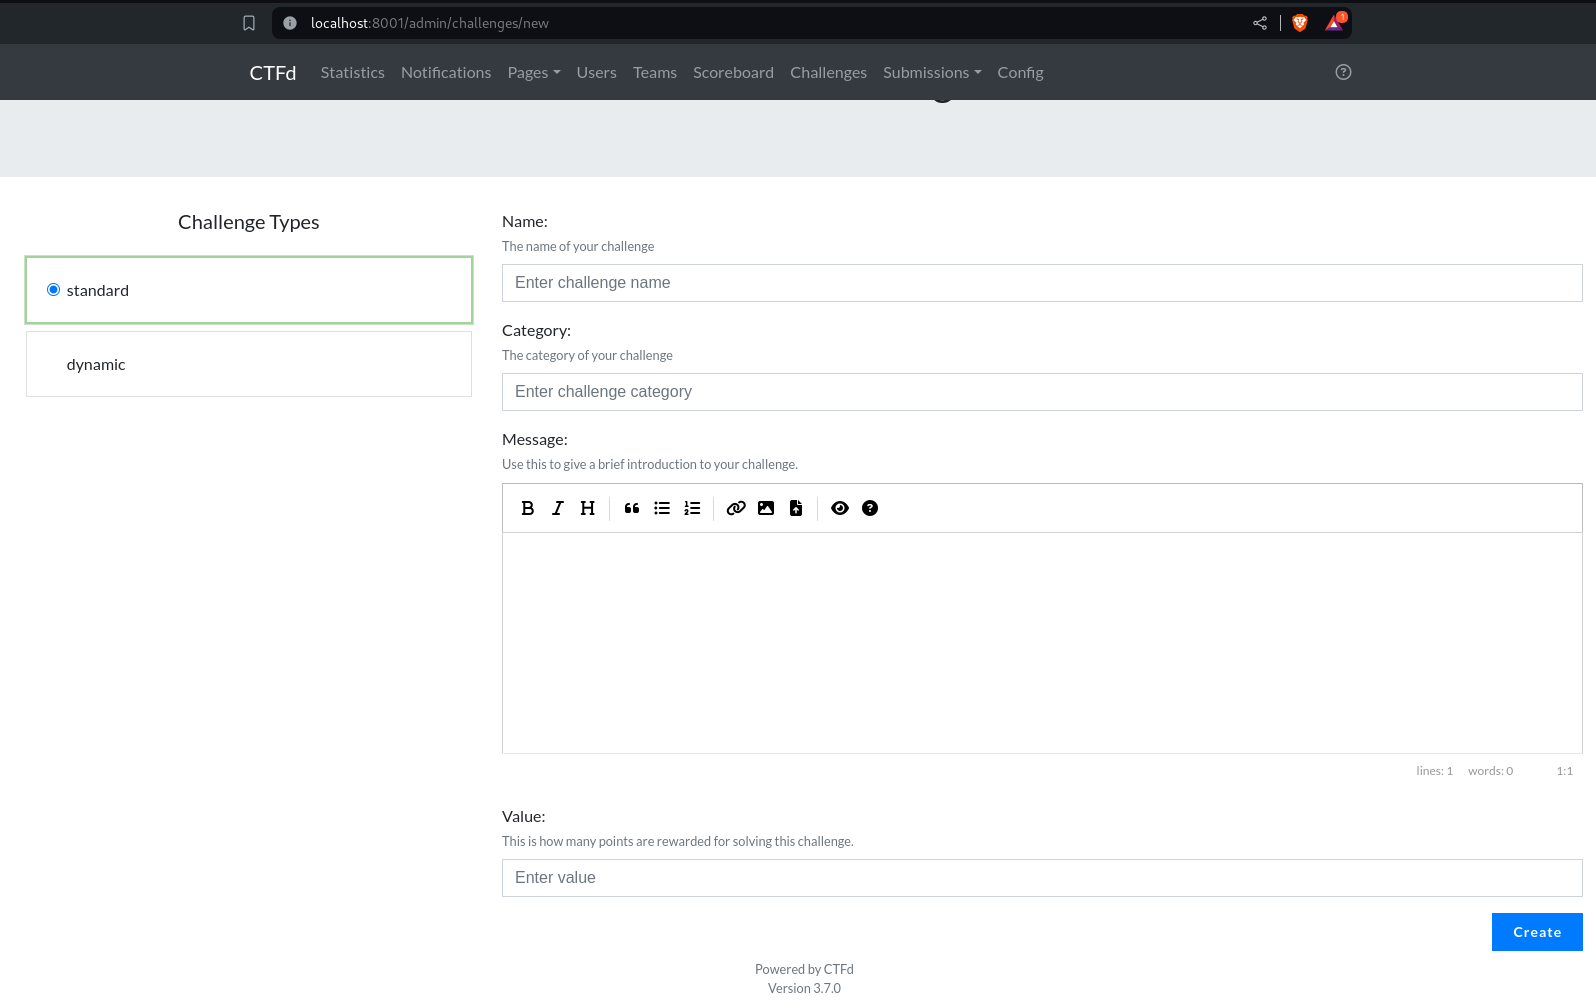 localhost:8001/admin/challenges/new 1
CTFd Statistics Notifications Pages Users Teams Scoreboard Challenges Submissions Config
Challenge Types
standard
dynamic
Name:
The name of your challenge
Enter challenge name
Category:
The category of your challenge
Enter challenge category
Message:
Use this to give a brief introduction to your challenge.
B I H
lines: 1 words: 0 1:1
Value:
This is how many points are rewarded for solving this challenge.
Enter value
Create
Powered by CTFd
Version 3.7.0